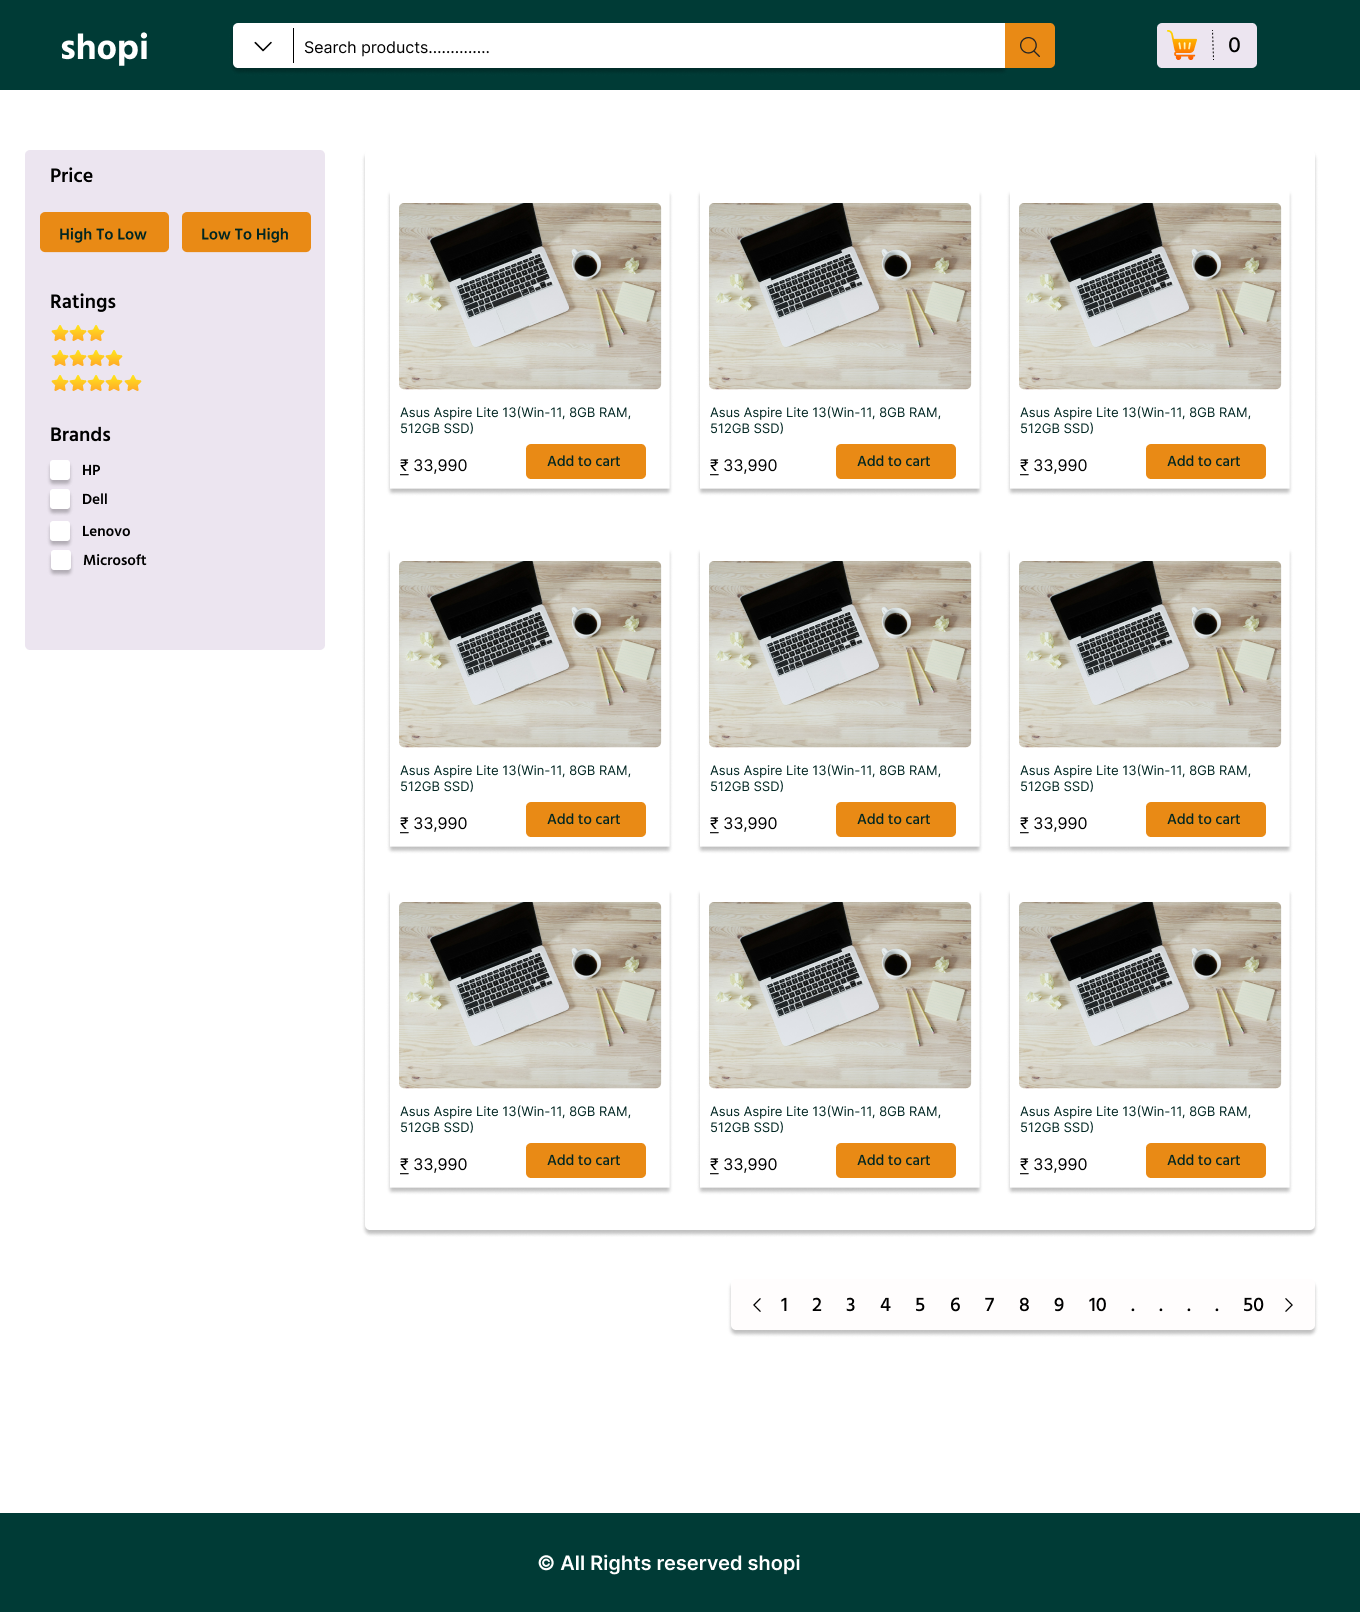 shopi
Search products..............
0
Price
High To Low
Low To High
Ratings
Brands
HP
Dell
Lenovo
Microsoft
Asus Aspire Lite 13(Win-11, 8GB RAM,
512GB SSD)
₹ 33,990
Add to cart
Asus Aspire Lite 13(Win-11, 8GB RAM,
512GB SSD)
₹ 33,990
Add to cart
Asus Aspire Lite 13(Win-11, 8GB RAM,
512GB SSD)
₹ 33,990
Add to cart
Asus Aspire Lite 13(Win-11, 8GB RAM,
512GB SSD)
₹ 33,990
Add to cart
Asus Aspire Lite 13(Win-11, 8GB RAM,
512GB SSD)
₹ 33,990
Add to cart
Asus Aspire Lite 13(Win-11, 8GB RAM,
512GB SSD)
₹ 33,990
Add to cart
Asus Aspire Lite 13(Win-11, 8GB RAM,
512GB SSD)
₹ 33,990
Add to cart
Asus Aspire Lite 13(Win-11, 8GB RAM,
512GB SSD)
₹ 33,990
Add to cart
Asus Aspire Lite 13(Win-11, 8GB RAM,
512GB SSD)
₹ 33,990
Add to cart
1 2 3 4 5 6 7 8 9 10 . . . . 50
© All Rights reserved shopi